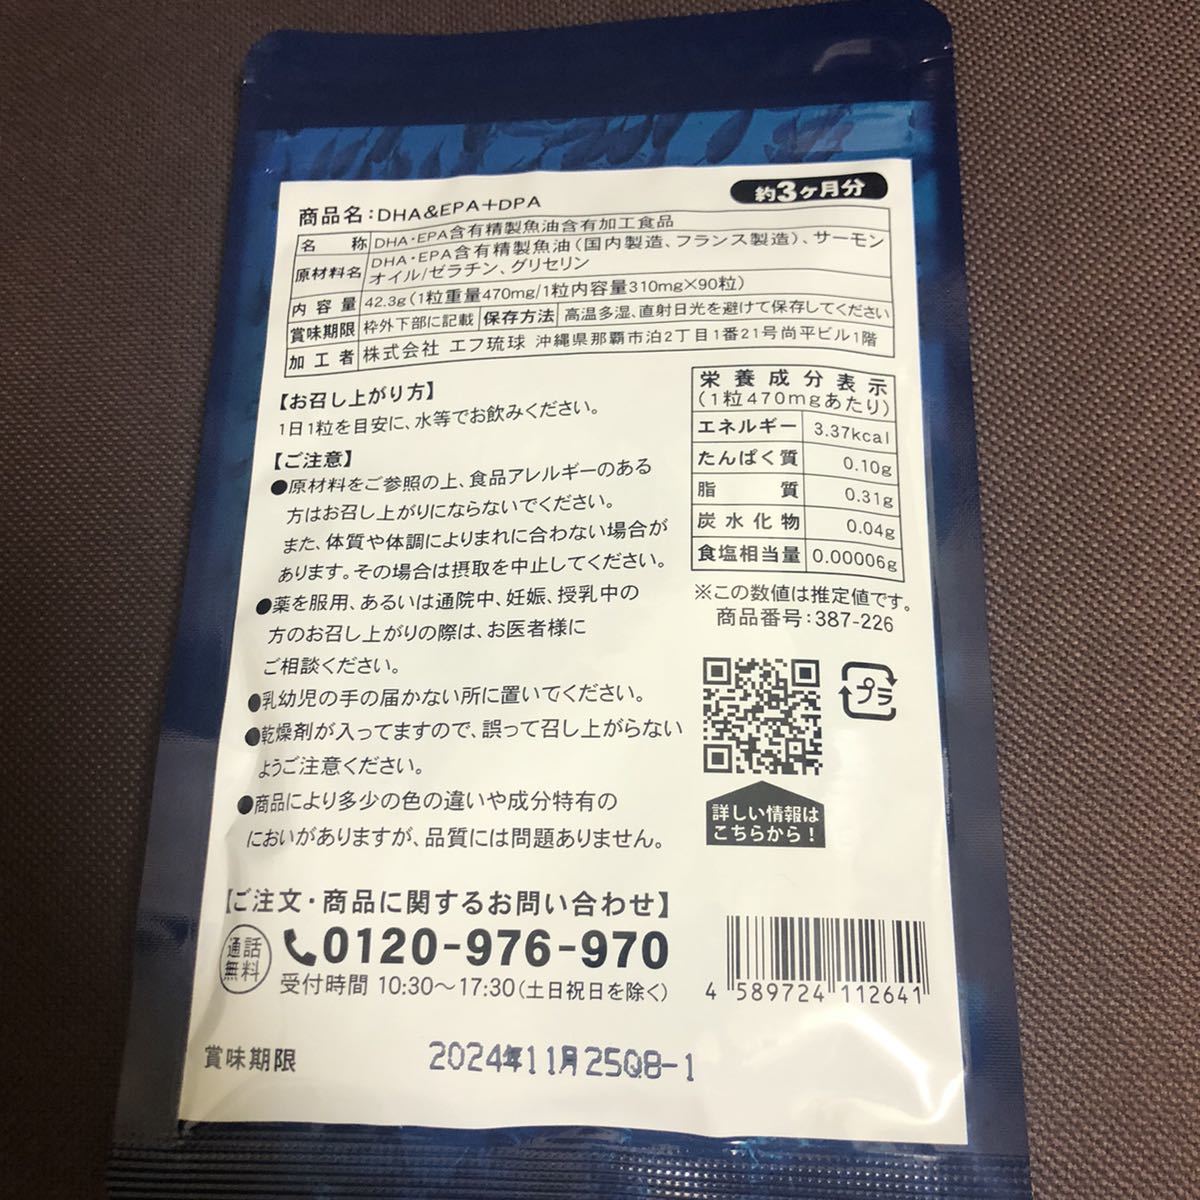 約3ヶ月分
商品名:DHA&EPA+DPA
名称 DHA・EPA含有精製魚油含有加工食品
原材料名 DHA・EPA含有精製魚油(国内製造、フランス製造)、サーモン
オイル/ゼラチン、グリセリン
内容量 42.3g(1粒重量470mg/1粒内容量310mg×90粒)
賞味期限 枠外下部に記載 保存方法 高温多湿、直射日光を避けて保存してください
加工者 株式会社 エフ琉球 沖縄県那覇市泊2丁目1番21号尚平ビル1階
【お召し上がり方】
1日1粒を目安に、水等でお飲みください。
【ご注意】
●原材料をご参照の上、食品アレルギーのある
方はお召し上がりにならないでください。
また、体質や体調によりまれに合わない場合が
あります。その場合は摂取を中止してください。
●薬を服用、あるいは通院中、妊娠、授乳中の
方のお召し上がりの際は、お医者様に
ご相談ください。
●乳幼児の手の届かない所に置いてください。
●乾燥剤が入ってますので、誤って召し上がらない
ようご注意ください。
●商品により多少の色の違いや成分特有の
においがありますが、品質には問題ありません。
栄養成分表示
(1粒470mgあたり)
エネルギー 3.37kcal
たんぱく質 0.10g
脂質 0.31g
炭水化物 0.04g
食塩相当量 0.00006g
※この数値は推定値です。
商品番号:387-226
プラ
詳しい情報は
こちらから!
【ご注文・商品に関するお問い合わせ】
通話
無料
0120-976-970
受付時間 10:30〜17:30(土日祝日を除く)
4 589724 112641
賞味期限 2024年11月25Q8-1